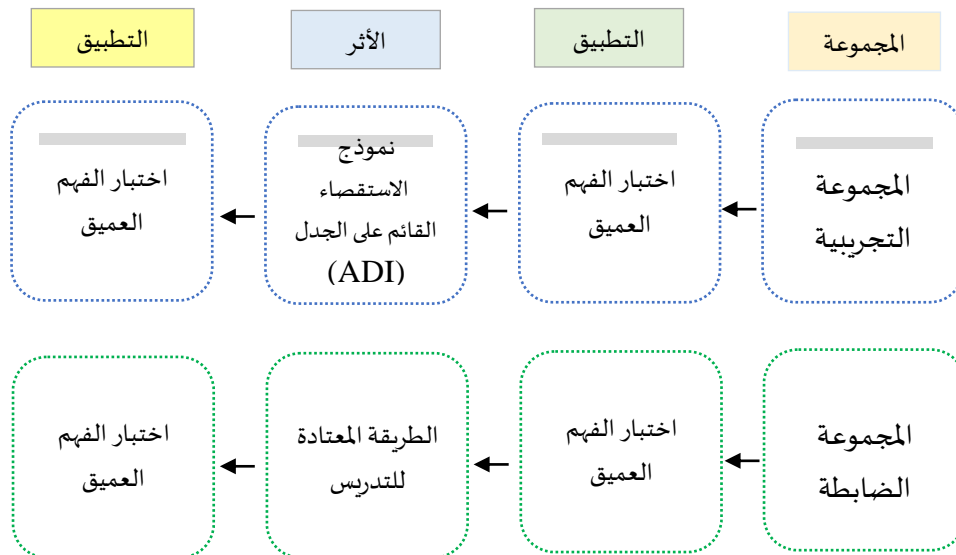 المجموعة
التطبيق
الأثر
التطبيق
المجموعة
التجريبية
اختبار الفهم
العميق
نموذج
الاستقصاء
القائم على الجدل
(ADI)
اختبار الفهم
العميق
المجموعة
الضابطة
اختبار الفهم
العميق
الطريقة المعتادة
للتدريس
اختبار الفهم
العميق